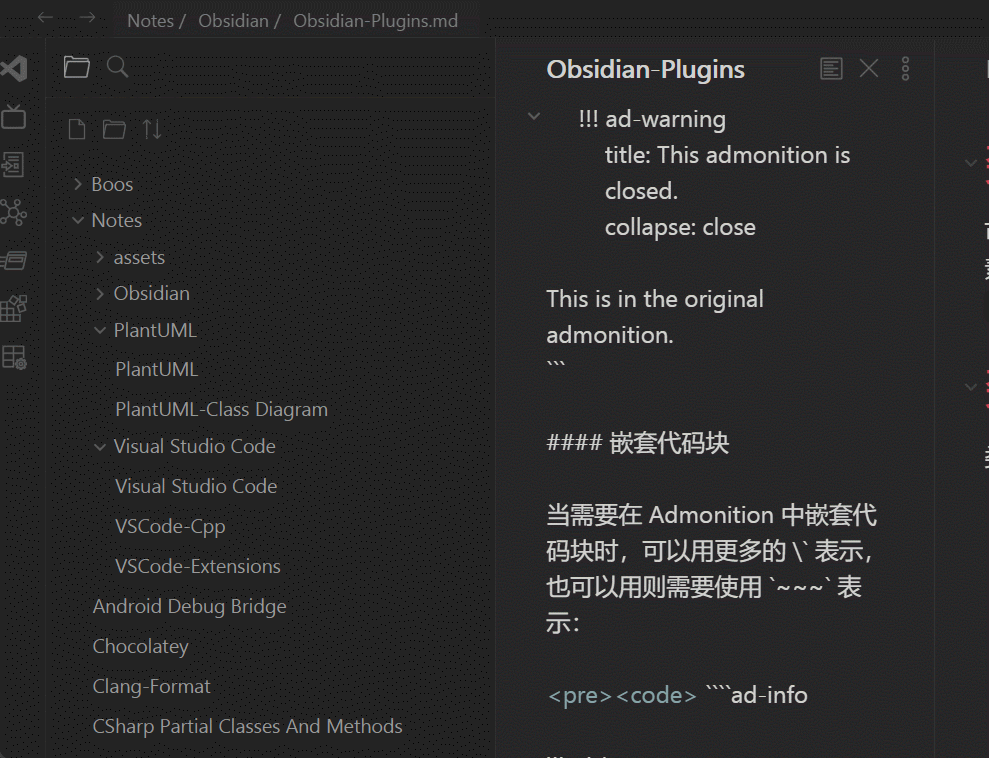 Notes / Obsidian / Obsidian-Plugins.md
Boos
Notes
assets
Obsidian
PlantUML
PlantUML
PlantUML-Class Diagram
Visual Studio Code
Visual Studio Code
VSCode-Cpp
VSCode-Extensions
Android Debug Bridge
Chocolatey
Clang-Format
CSharp Partial Classes And Methods
Obsidian-Plugins
!!! ad-warning
title: This admonition is
closed.
collapse: close
This is in the original
admonition.
```
#### 嵌套代码块
当需要在 Admonition 中嵌套代
码块时，可以用更多的 \` 表示，
也可以用则需要使用 `~~~` 表
示：
<pre><code> ````ad-info